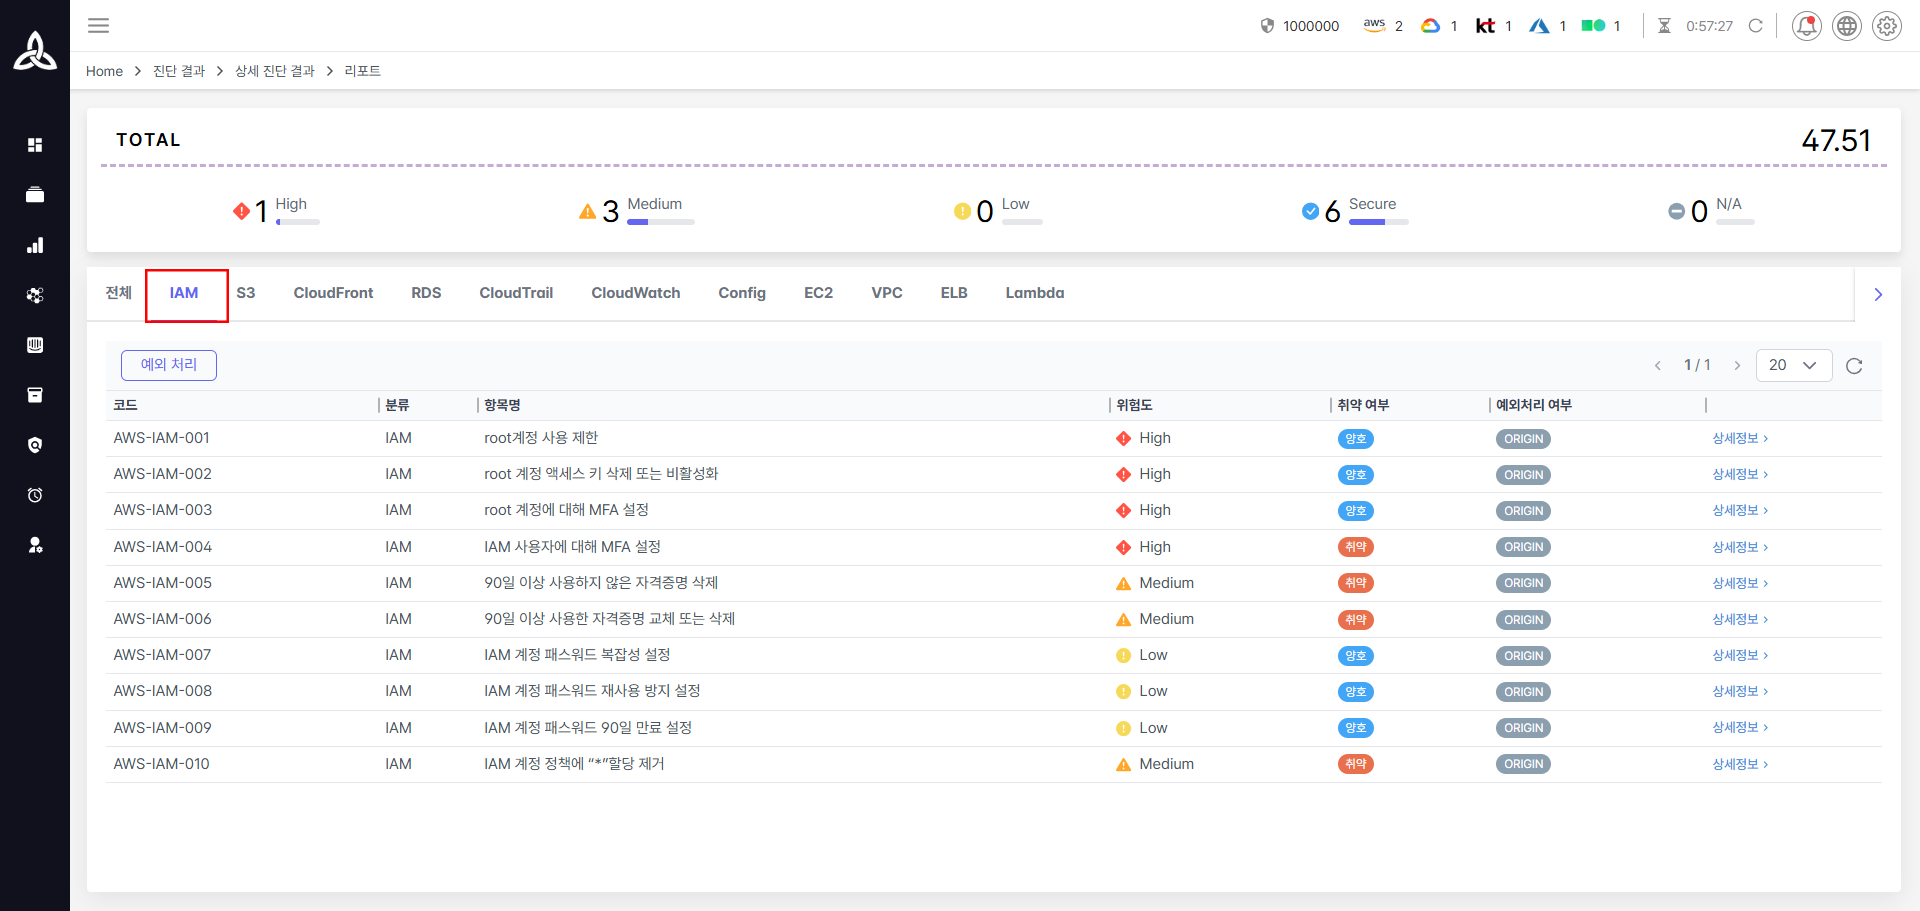 1000000 aws 2 1 kt 1 1 1 0:57:27
Home > 진단 결과 > 상세 진단 결과 > 리포트
TOTAL 47.51
1 High 3 Medium 0 Low 6 Secure 0 N/A
전체 IAM S3 CloudFront RDS CloudTrail CloudWatch Config EC2 VPC ELB Lambda
예외 처리 < 1 / 1 > 20
코드 분류 항목명 위험도 취약 여부 예외처리 여부
AWS-IAM-001 IAM root계정 사용 제한 High 양호 ORIGIN 상세정보 >
AWS-IAM-002 IAM root 계정 액세스 키 삭제 또는 비활성화 High 양호 ORIGIN 상세정보 >
AWS-IAM-003 IAM root 계정에 대해 MFA 설정 High 양호 ORIGIN 상세정보 >
AWS-IAM-004 IAM IAM 사용자에 대해 MFA 설정 High 취약 ORIGIN 상세정보 >
AWS-IAM-005 IAM 90일 이상 사용하지 않은 자격증명 삭제 Medium 취약 ORIGIN 상세정보 >
AWS-IAM-006 IAM 90일 이상 사용한 자격증명 교체 또는 삭제 Medium 취약 ORIGIN 상세정보 >
AWS-IAM-007 IAM IAM 계정 패스워드 복잡성 설정 Low 양호 ORIGIN 상세정보 >
AWS-IAM-008 IAM IAM 계정 패스워드 재사용 방지 설정 Low 양호 ORIGIN 상세정보 >
AWS-IAM-009 IAM IAM 계정 패스워드 90일 만료 설정 Low 양호 ORIGIN 상세정보 >
AWS-IAM-010 IAM IAM 계정 정책에 “*”할당 제거 Medium 취약 ORIGIN 상세정보 >